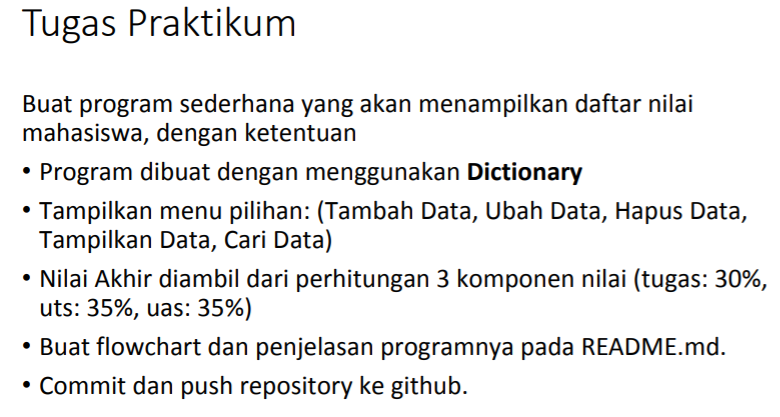 Tugas Praktikum
Buat program sederhana yang akan menampilkan daftar nilai
mahasiswa, dengan ketentuan
• Program dibuat dengan menggunakan Dictionary
• Tampilkan menu pilihan: (Tambah Data, Ubah Data, Hapus Data,
Tampilkan Data, Cari Data)
• Nilai Akhir diambil dari perhitungan 3 komponen nilai (tugas: 30%,
uts: 35%, uas: 35%)
• Buat flowchart dan penjelasan programnya pada README.md.
• Commit dan push repository ke github.